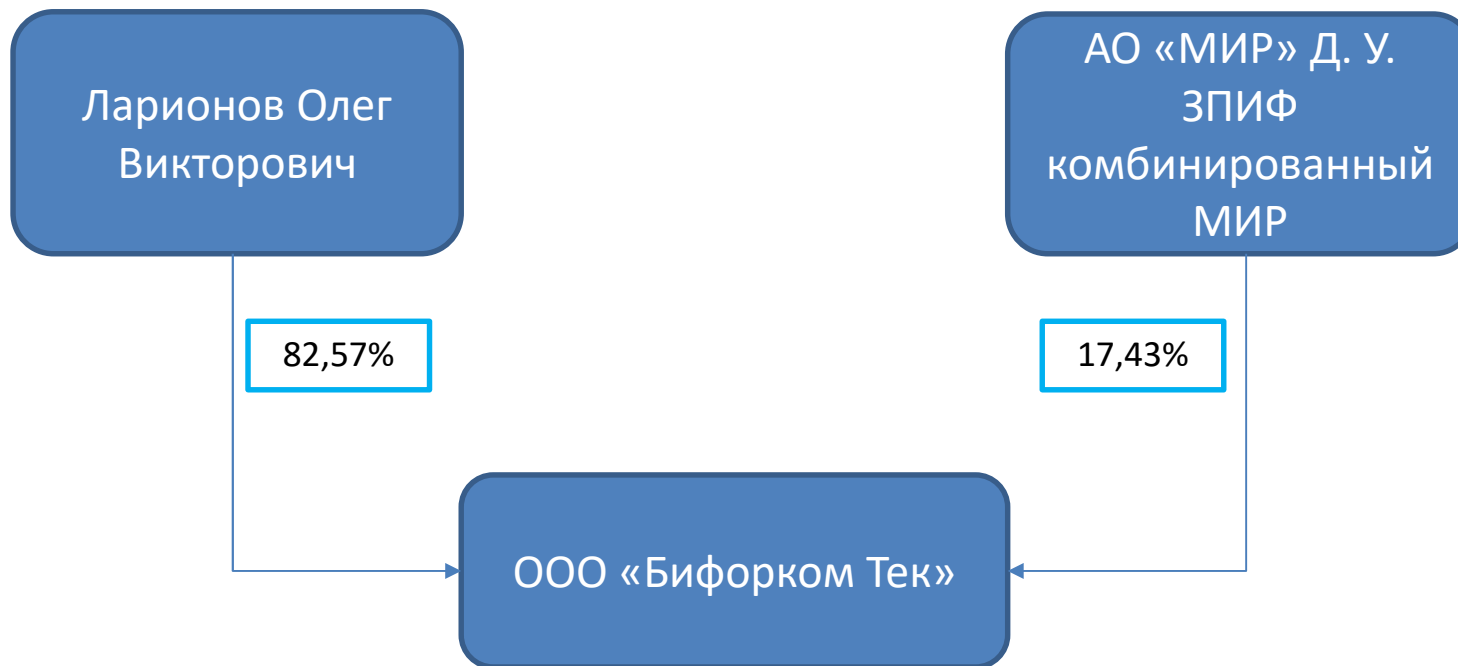 Ларионов Олег
Викторович
АО «МИР» Д. У.
ЗПИФ
комбинированный
МИР
82,57%
17,43%
ООО «Бифорком Тек»